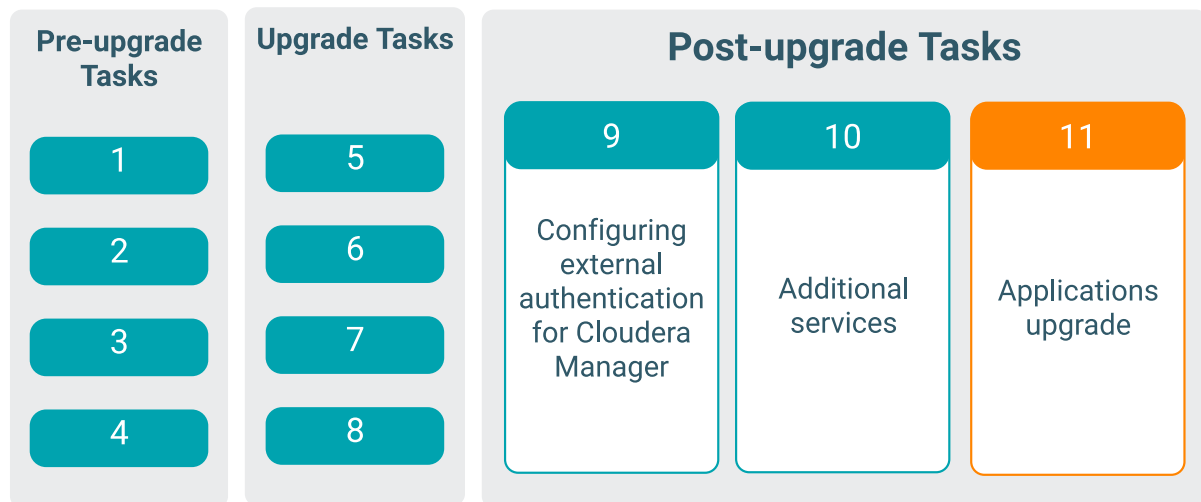 Pre-upgrade
Tasks
1
2
3
4
Upgrade Tasks
5
6
7
8
Post-upgrade Tasks
9
Configuring
external
authentication
for Cloudera
Manager
10
Additional
services
11
Applications
upgrade